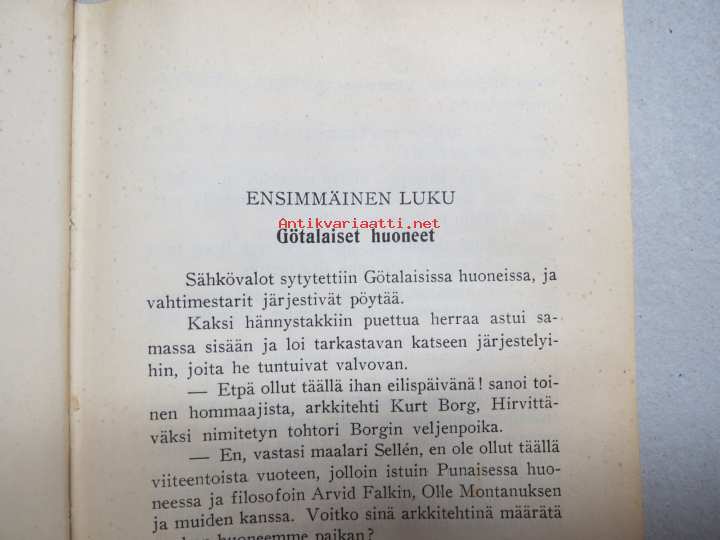 ENSIMMÄINEN LUKU
Antikvariaatti.net
Götalaiset huoneet
Sähkövalot sytytettiin Götalaisissa huoneissa, ja
vahtimestarit järjestivät pöytää.
Kaksi hännystakkiin puettua herraa astui sa-
massa sisään ja loi tarkastavan katseen järjestelyi-
hin, joita he tuntuivat valvovan.
— Etpä ollut täällä ihan eilispäivänä! sanoi toi-
nen hommaajista, arkkitehti Kurt Borg, Hirvittä-
väksi nimitetyn tohtori Borgin veljenpoika.
— En, vastasi maalari Sellén, en ole ollut täällä
viiteentoista vuoteen, jolloin istuin Punaisessa huo-
neessa ja filosofoin Arvid Falkin, Olle Montanuksen
ja muiden kanssa. Voitko sinä arkkitehtinä määrätä
huoneemme paikan?